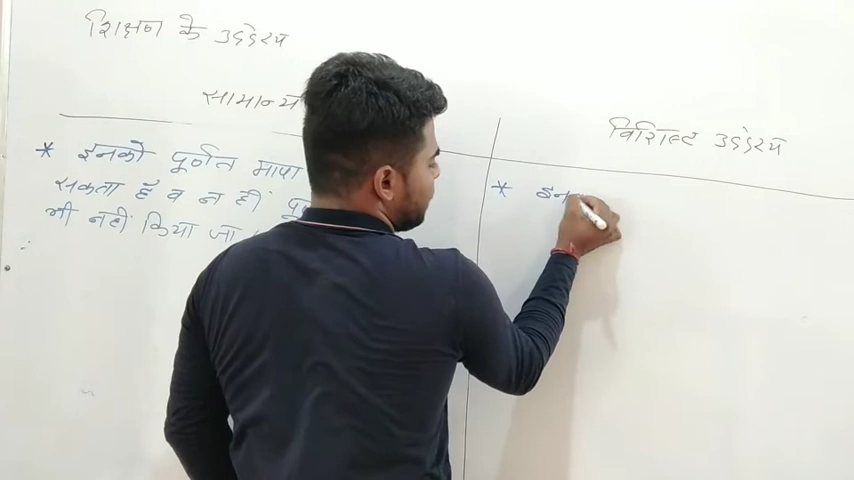 शिक्षण के उद्देश्य
सामान्य
विशिष्ट उद्देश्य
* इनको पूर्णत मापा
सकता हैं व न हीं
भी नहीं किया जा
* इन